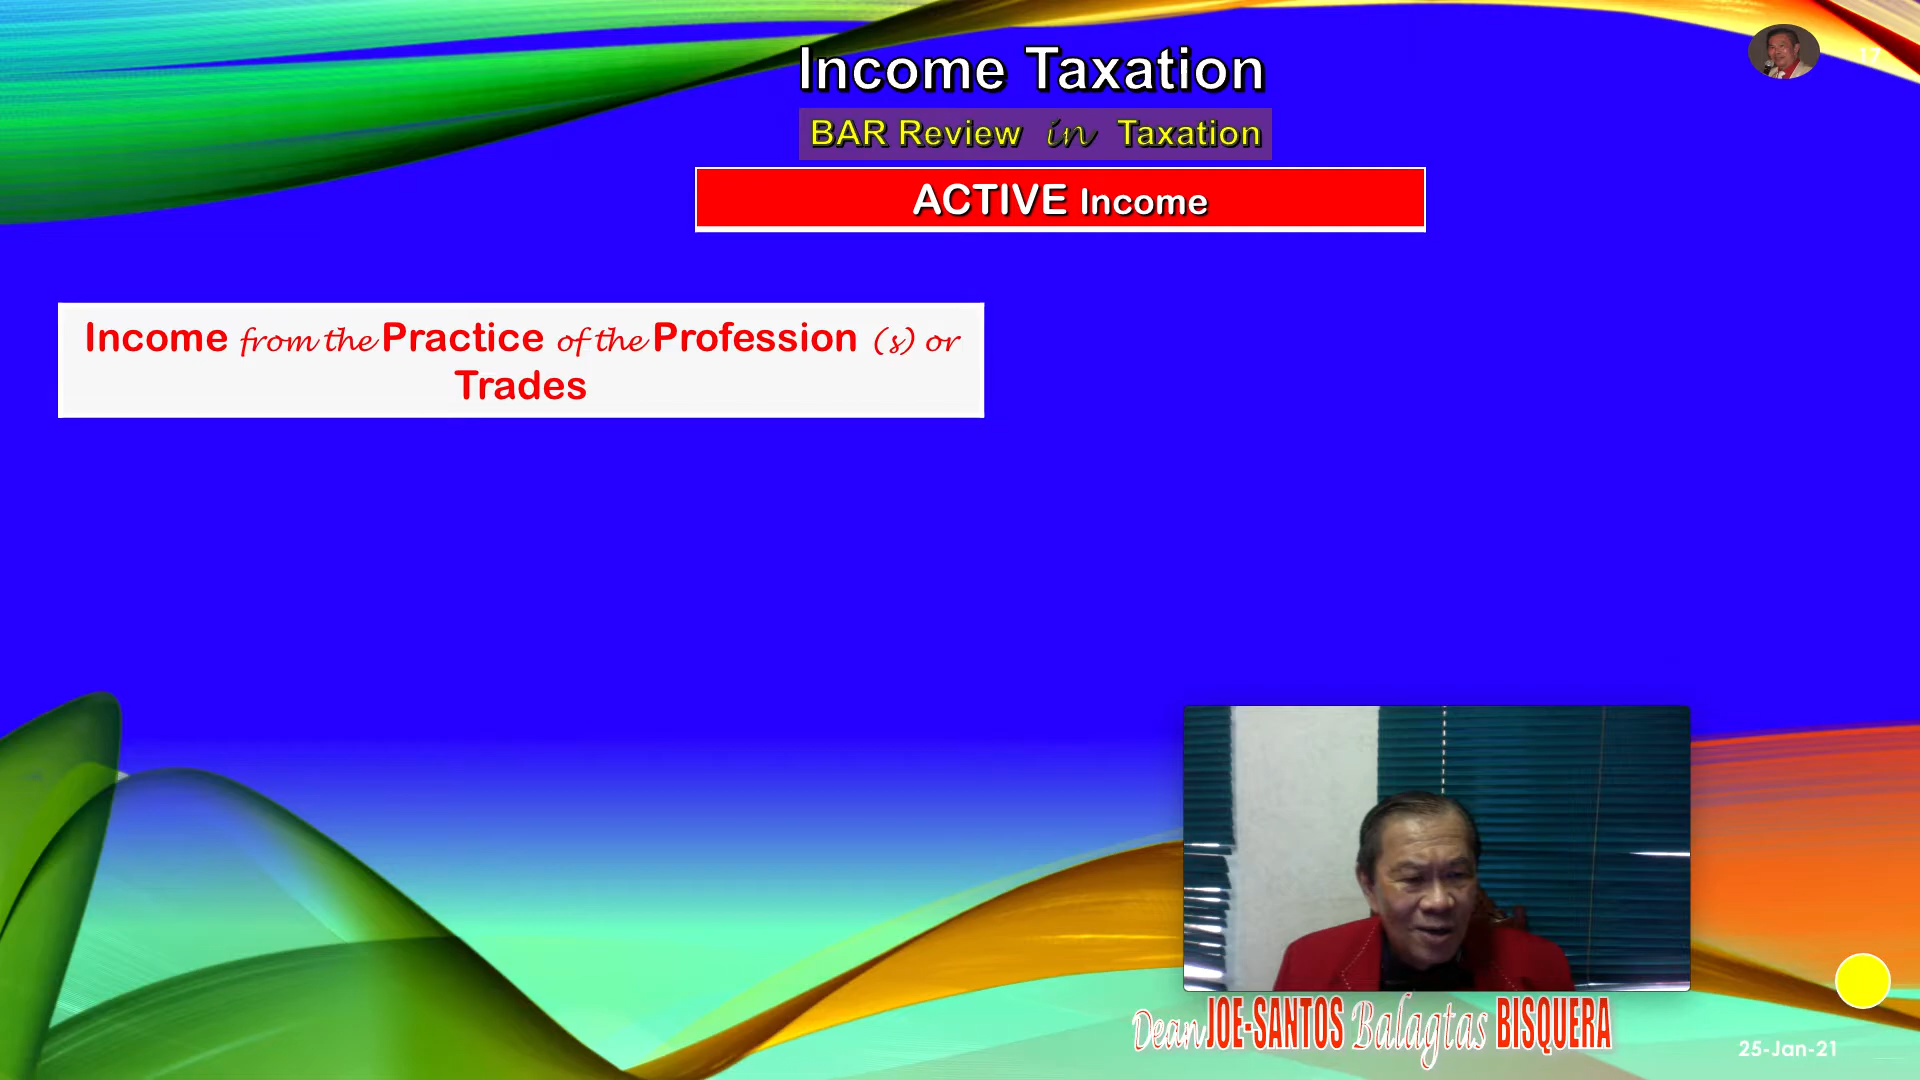 Income Taxation
17
BAR Review in Taxation
ACTIVE Income
Income from the Practice of the Profession (s) or
Trades
Dean JOE-SANTOS Balagtas BISQUERA
25-Jan-21